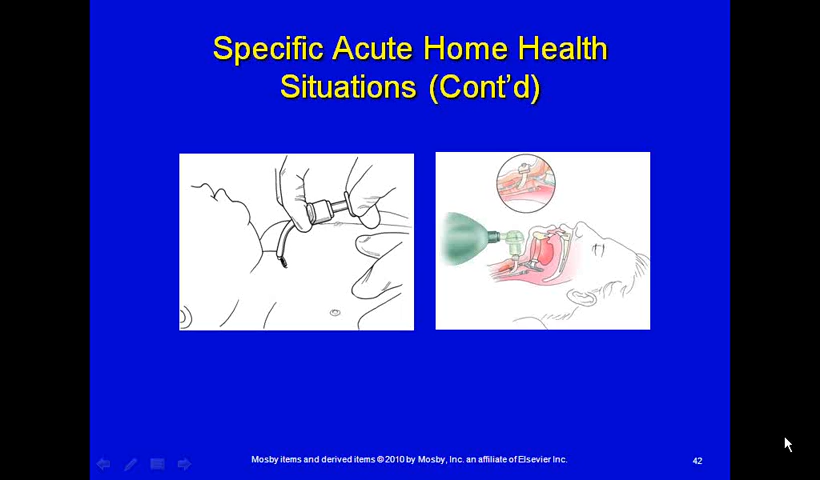 Specific Acute Home Health
Situations (Cont’d)
Mosby items and derived items © 2010 by Mosby, Inc. an affiliate of Elsevier Inc.
42